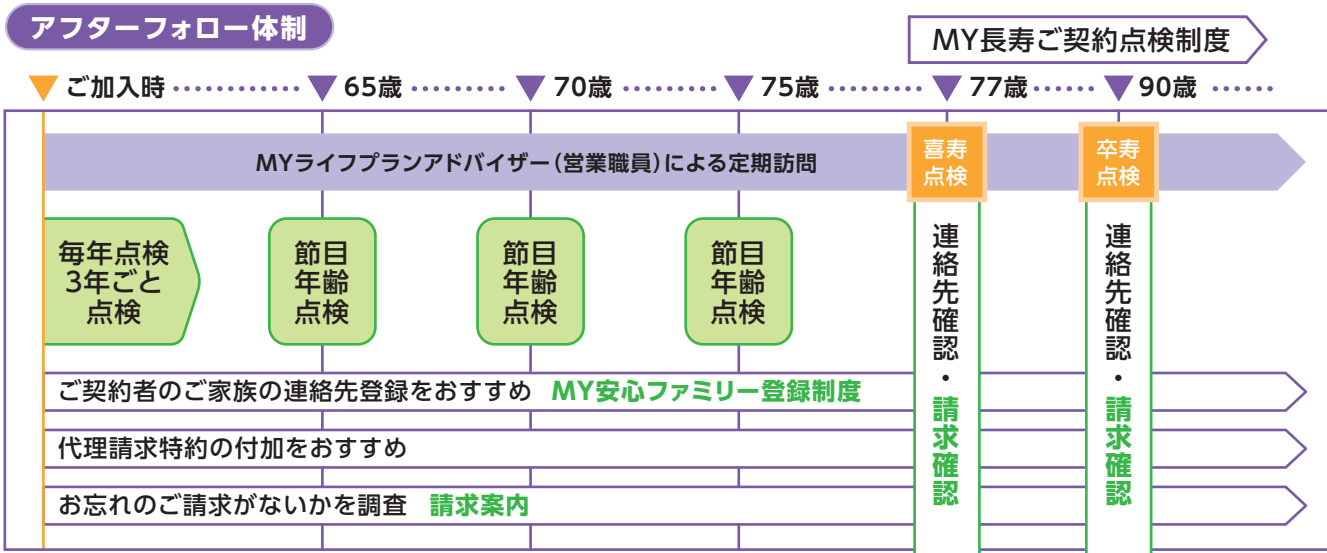 アフターフォロー体制
MY長寿ご契約点検制度
ご加入時
65歳
70歳
75歳
77歳
90歳
MYライフプランアドバイザー（営業職員）による定期訪問
喜寿
点検
卒寿
点検
毎年点検
3年ごと
点検
節目
年齢
点検
節目
年齢
点検
節目
年齢
点検
連絡先確認・請求確認
連絡先確認・請求確認
ご契約者のご家族の連絡先登録をおすすめ MY安心ファミリー登録制度
代理請求特約の付加をおすすめ
お忘れのご請求がないかを調査 請求案内